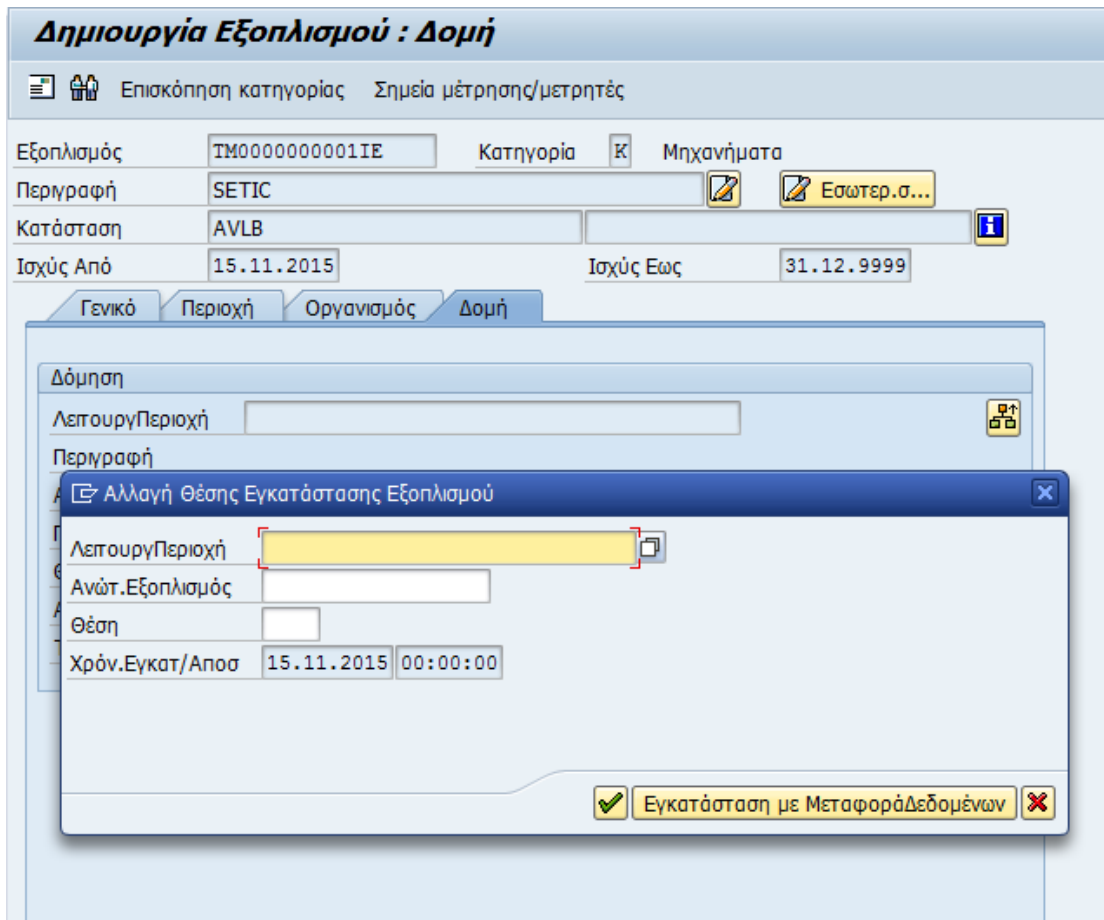 Δημιουργία Εξοπλισμού : Δομή
Επισκόπηση κατηγορίας Σημεία μέτρησης/μετρητές
Εξοπλισμός TM0000000001IE Κατηγορία K Μηχανήματα
Περιγραφή SETIC Εσωτερ.σ...
Κατάσταση AVLB
Ισχύς Από 15.11.2015 Ισχύς Εως 31.12.9999
Γενικό Περιοχή Οργανισμός Δομή
Δόμηση
ΛειτουργΠεριοχή
Περιγραφή
Αλλαγή Θέσης Εγκατάστασης Εξοπλισμού
ΛειτουργΠεριοχή
Ανώτ.Εξοπλισμός
Θέση
Χρόν.Εγκατ/Αποσ 15.11.2015 00:00:00
Εγκατάσταση με ΜεταφοράΔεδομένων